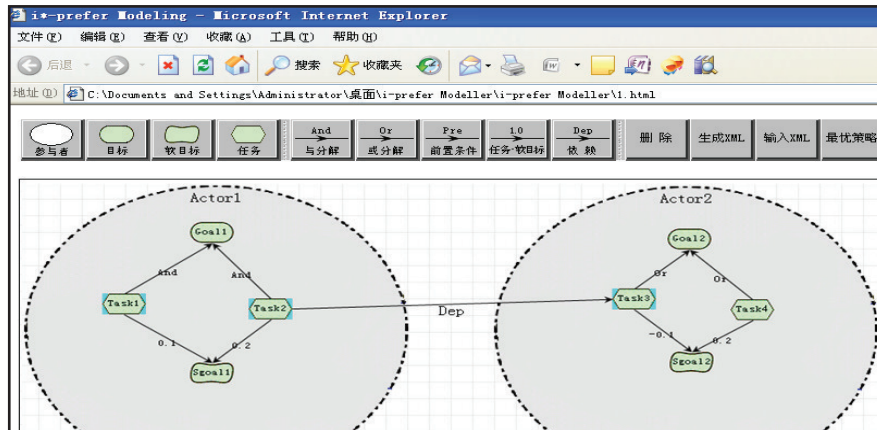 i*-prefer Modeling - Microsoft Internet Explorer
文件(F) 编辑(E) 查看(V) 收藏(A) 工具(T) 帮助(H)
后退 搜索 收藏夹
地址(D) C:\Documents and Settings\Administrator\桌面\i-prefer Modeller\i-prefer Modeller\1.html
And Or Pre 1.0 Dep
参与者 目标 软目标 任务 与分解 或分解 前置条件 任务-软目标 依赖 删除 生成XML 输入XML 最优策略
Actor1 Actor2
Goal1 Goal2
And And Or Or
Task1 Task2 Task3 Task4
Dep
0.1 0.2 -0.1 0.2
Sgoal1 Sgoal2